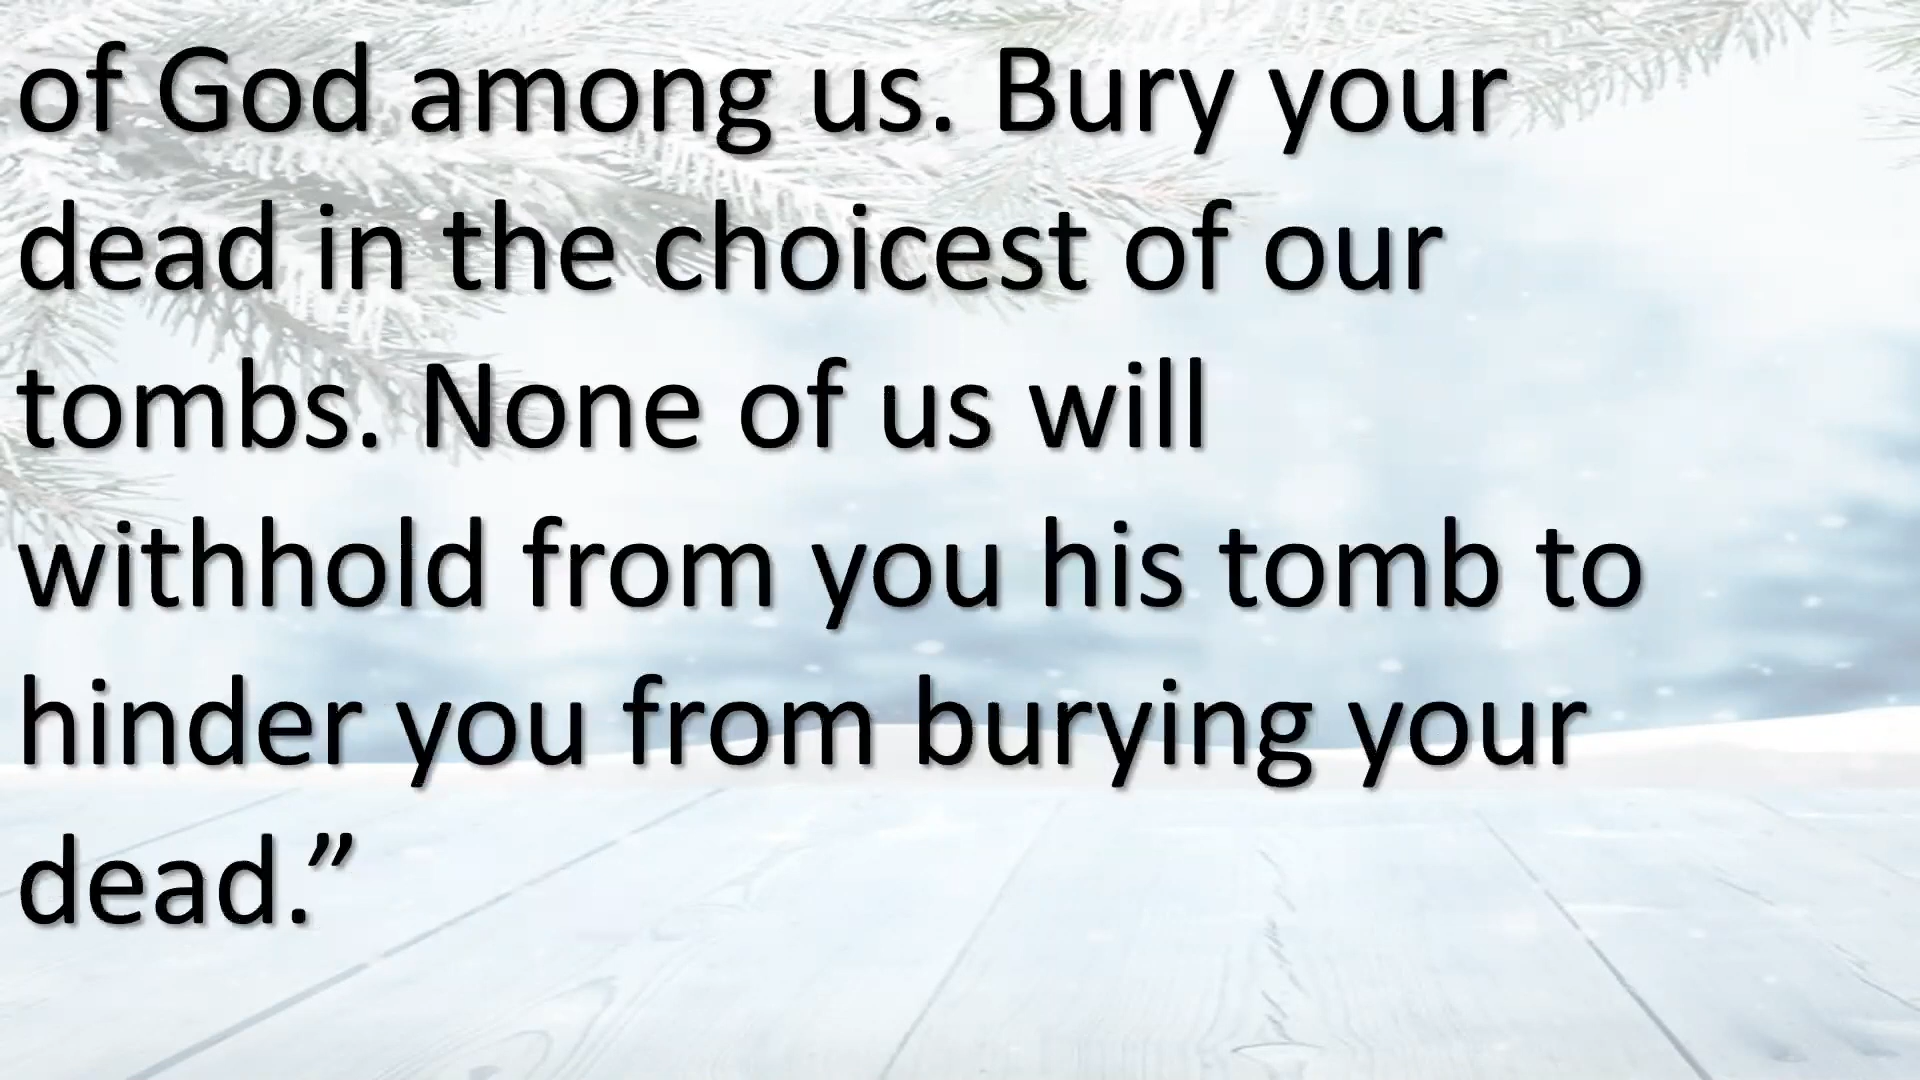 of God among us. Bury your
dead in the choicest of our
tombs. None of us will
withhold from you his tomb to
hinder you from burying your
dead.”